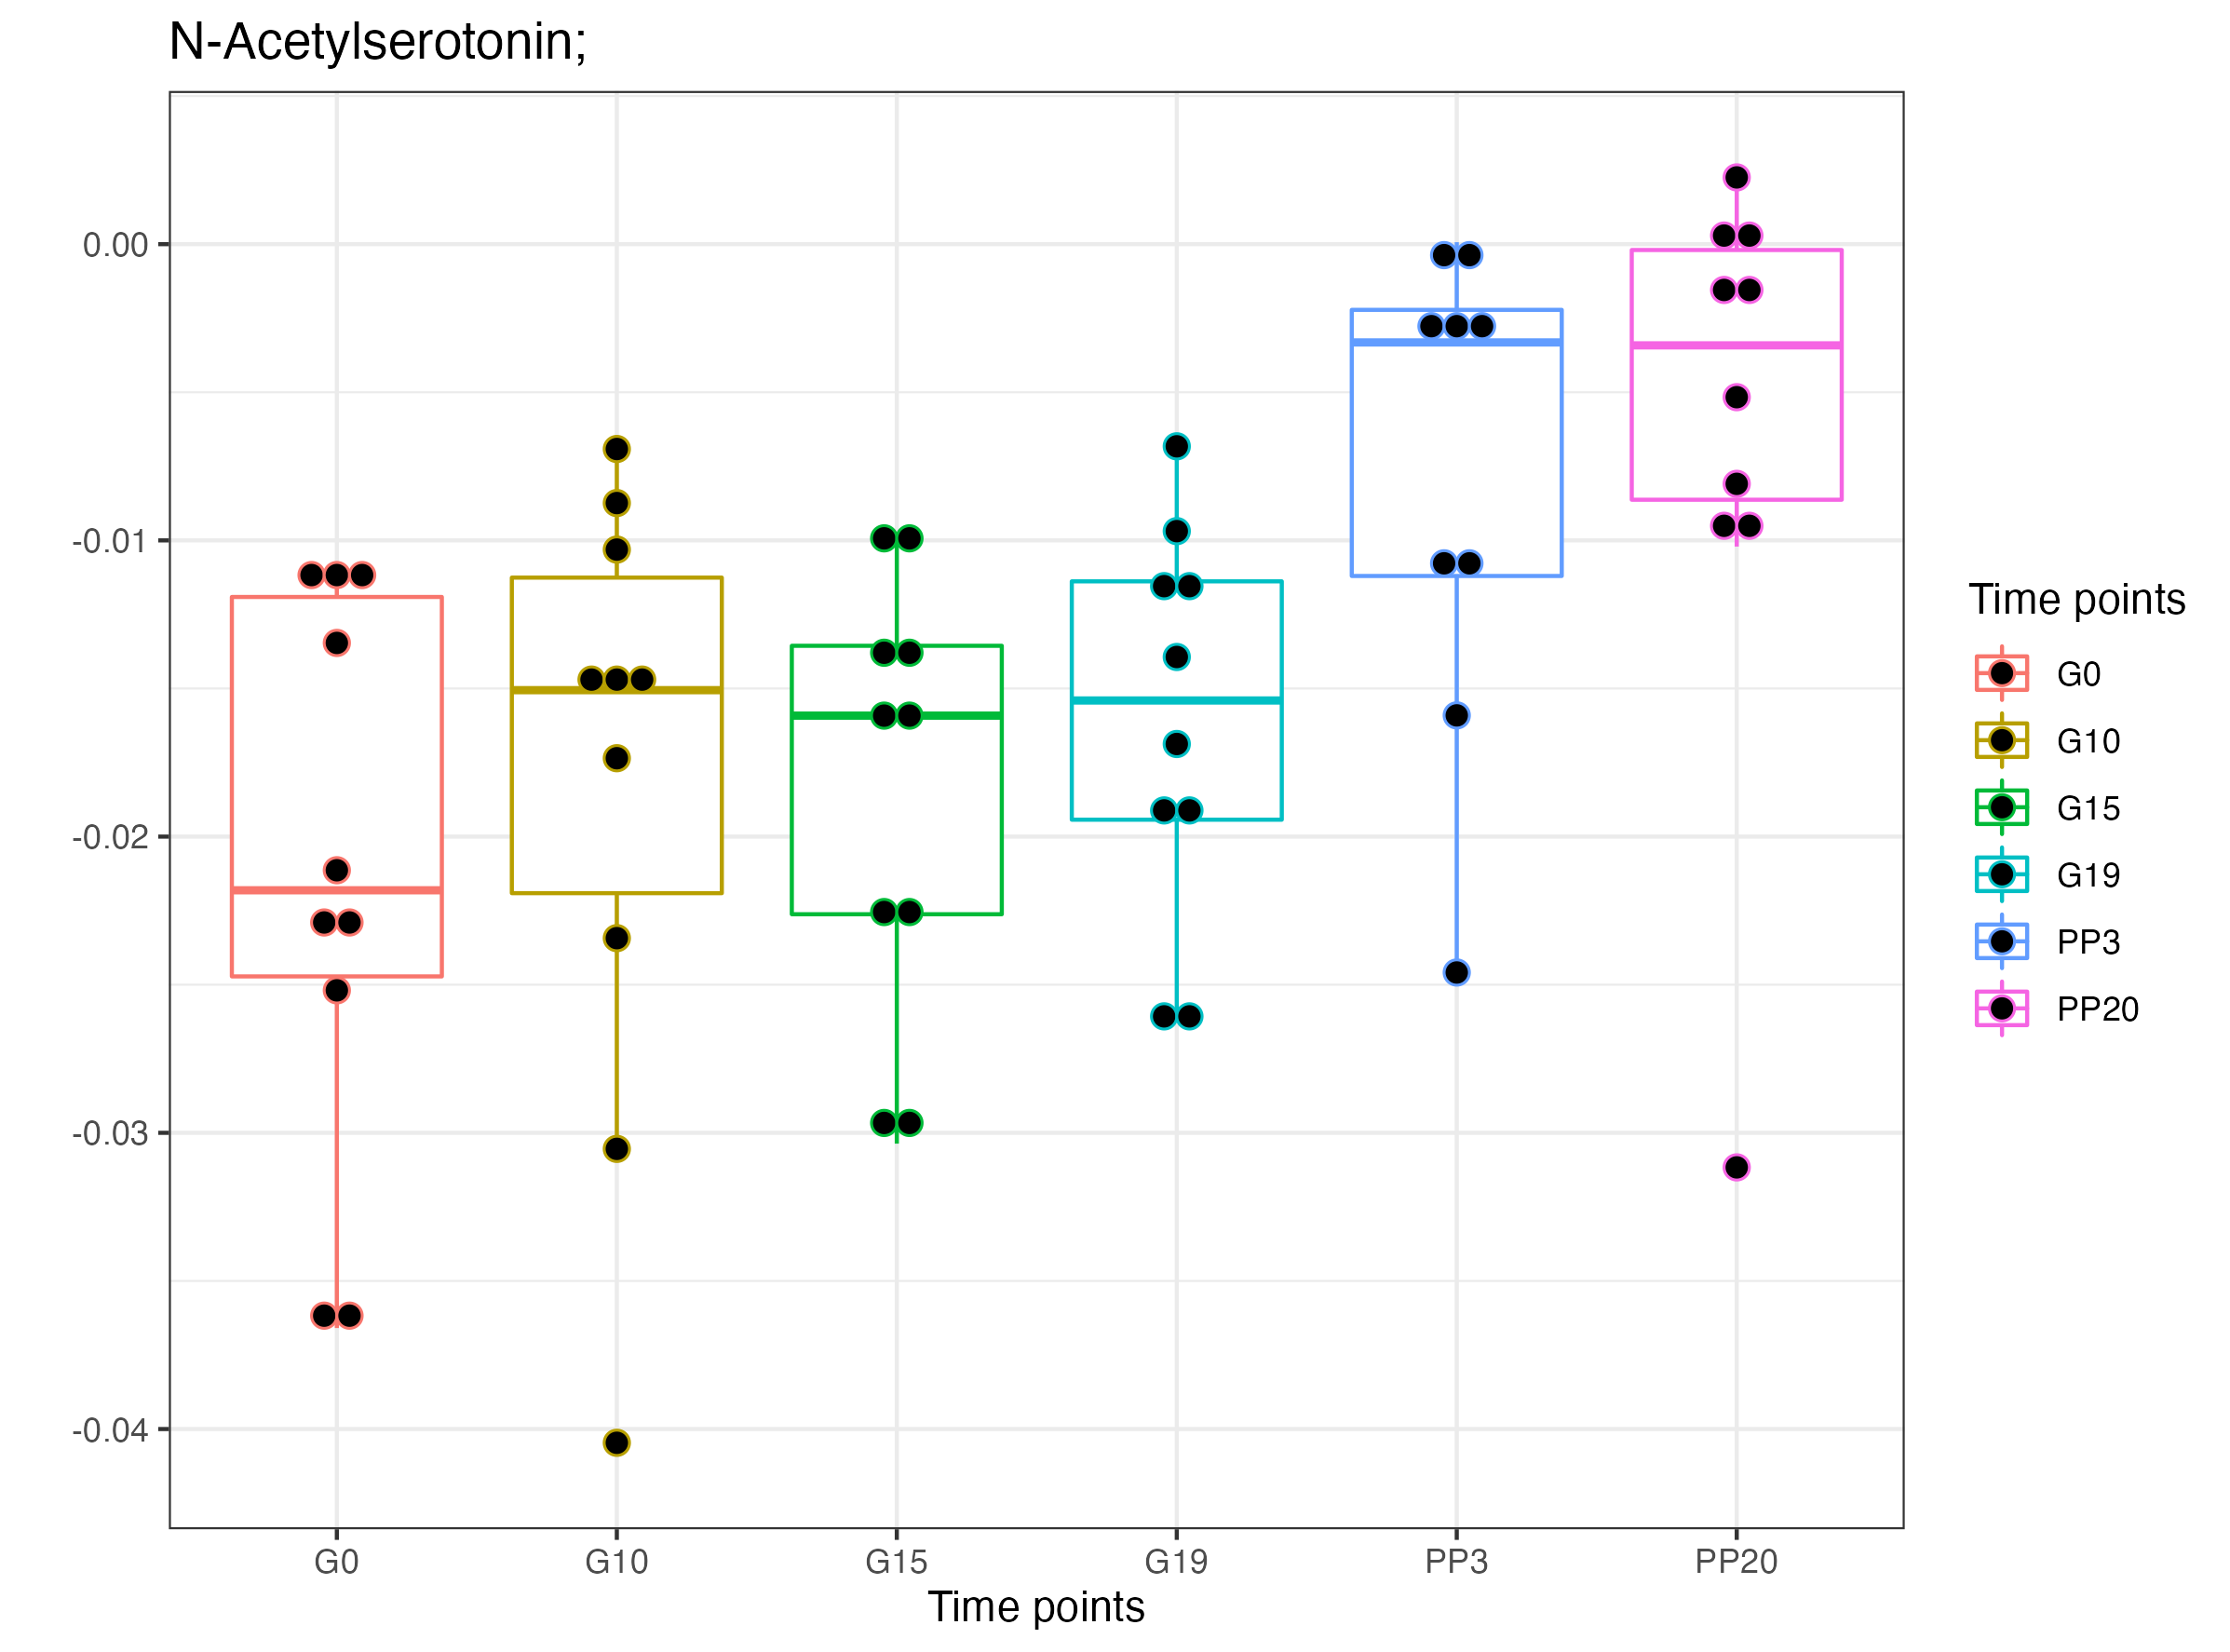 N-Acetylserotonin;
0.00
-0.01
-0.02
-0.03
-0.04
G0 G10 G15 G19 PP3 PP20
Time points
Time points
G0
G10
G15
G19
PP3
PP20